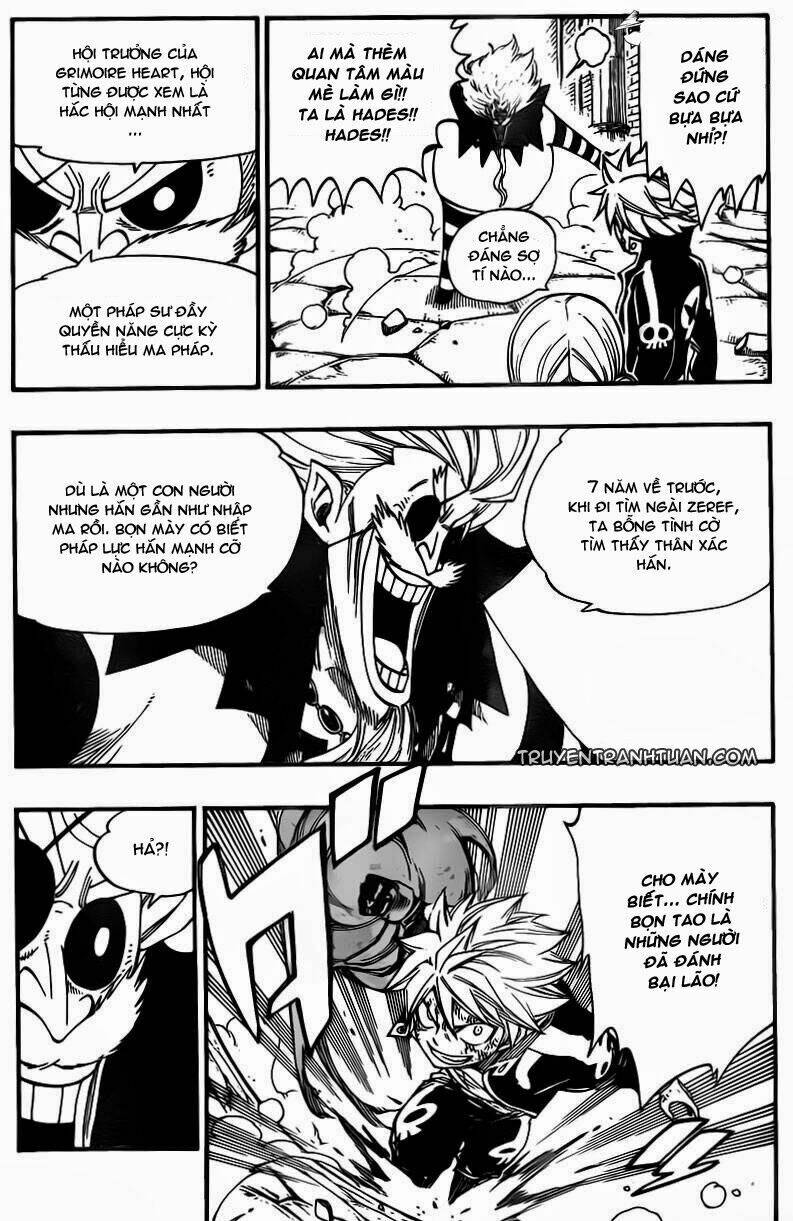 DÁNG
ĐỨNG
SAO CỨ
BỰA BỰA
NHỈ?!
AI MÀ THÈM
QUAN TÂM MÀU
MÈ LÀM GÌ!!
TA LÀ HADES!!
HADES!!
CHẲNG
ĐÁNG SỢ
TÍ NÀO...
HỘI TRƯỞNG CỦA
GRIMOIRE HEART, HỘI
TỪNG ĐƯỢC XEM LÀ
HẮC HỘI MẠNH NHẤT
...
MỘT PHÁP SƯ ĐẦY
QUYỀN NĂNG CỰC KỲ
THẤU HIỂU MA PHÁP.
7 NĂM VỀ TRƯỚC,
KHI ĐI TÌM NGÀI ZEREF,
TA BỖNG TÌNH CỜ
TÌM THẤY THÂN XÁC
HẮN.
DÙ LÀ MỘT CON NGƯỜI
NHƯNG HẮN GẦN NHƯ NHẬP
MA RỒI. BỌN MÀY CÓ BIẾT
PHÁP LỰC HẮN MẠNH CỠ
NÀO KHÔNG?
TRUYENTRANHTUAN.COM
HẢ?!
CHO MÀY
BIẾT... CHÍNH
BỌN TAO LÀ
NHỮNG NGƯỜI
ĐÃ ĐÁNH
BẠI LÃO!